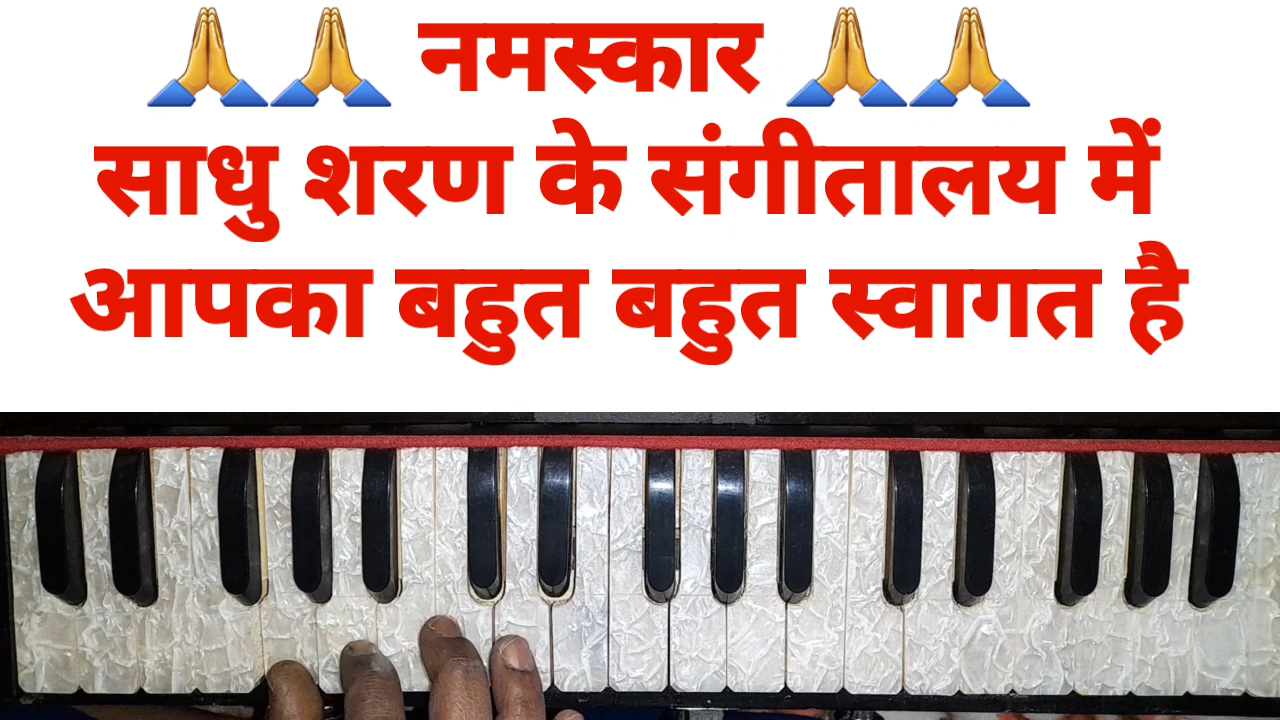 🙏🙏 नमस्कार 🙏🙏
साधु शरण के संगीतालय में
आपका बहुत बहुत स्वागत है